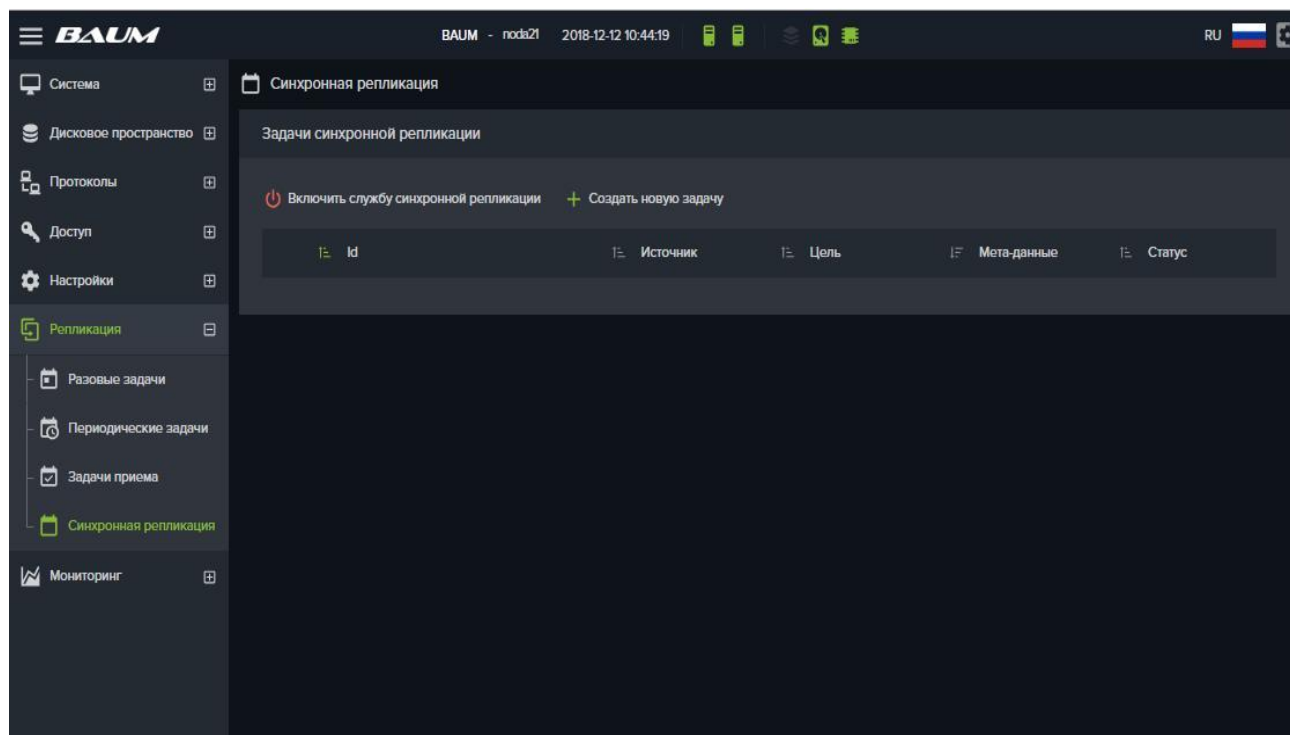 BAUM
BAUM - noda21 2018-12-12 10:44:19
RU
Система
Дисковое пространство
Протоколы
Доступ
Настройки
Репликация
Разовые задачи
Периодические задачи
Задачи приема
Синхронная репликация
Мониторинг
Синхронная репликация
Задачи синхронной репликации
Включить службу синхронной репликации
Создать новую задачу
Id Источник Цель Мета-данные Статус